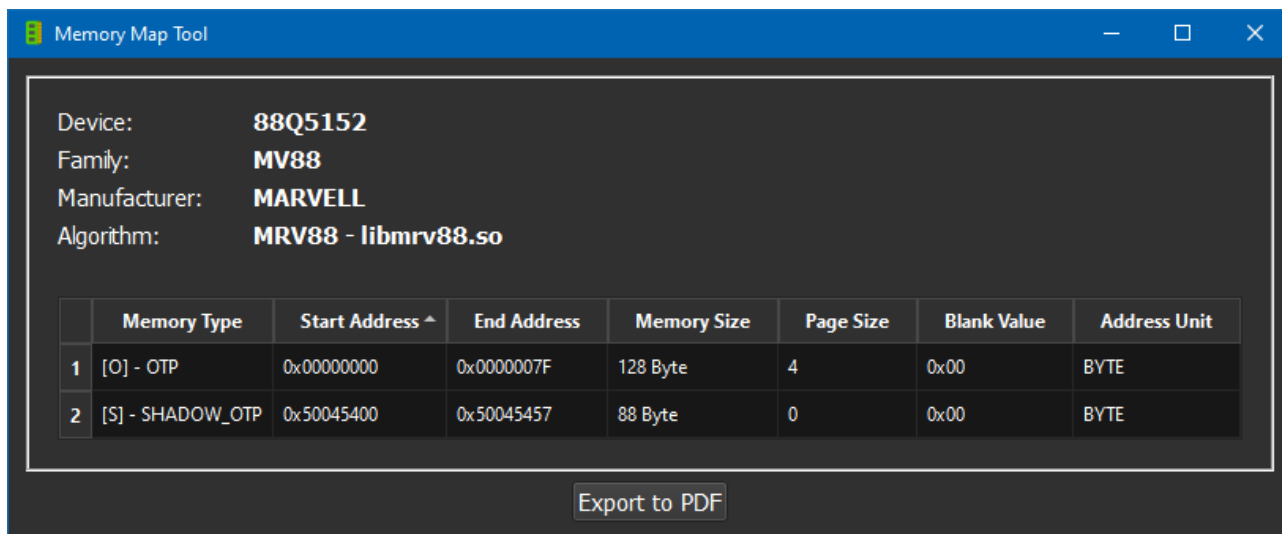 Memory Map Tool
Device: 88Q5152
Family: MV88
Manufacturer: MARVELL
Algorithm: MRV88 - libmrv88.so
Memory Type Start Address End Address Memory Size Page Size Blank Value Address Unit
1 [O] - OTP 0x00000000 0x0000007F 128 Byte 4 0x00 BYTE
2 [S] - SHADOW_OTP 0x50045400 0x50045457 88 Byte 0 0x00 BYTE
Export to PDF